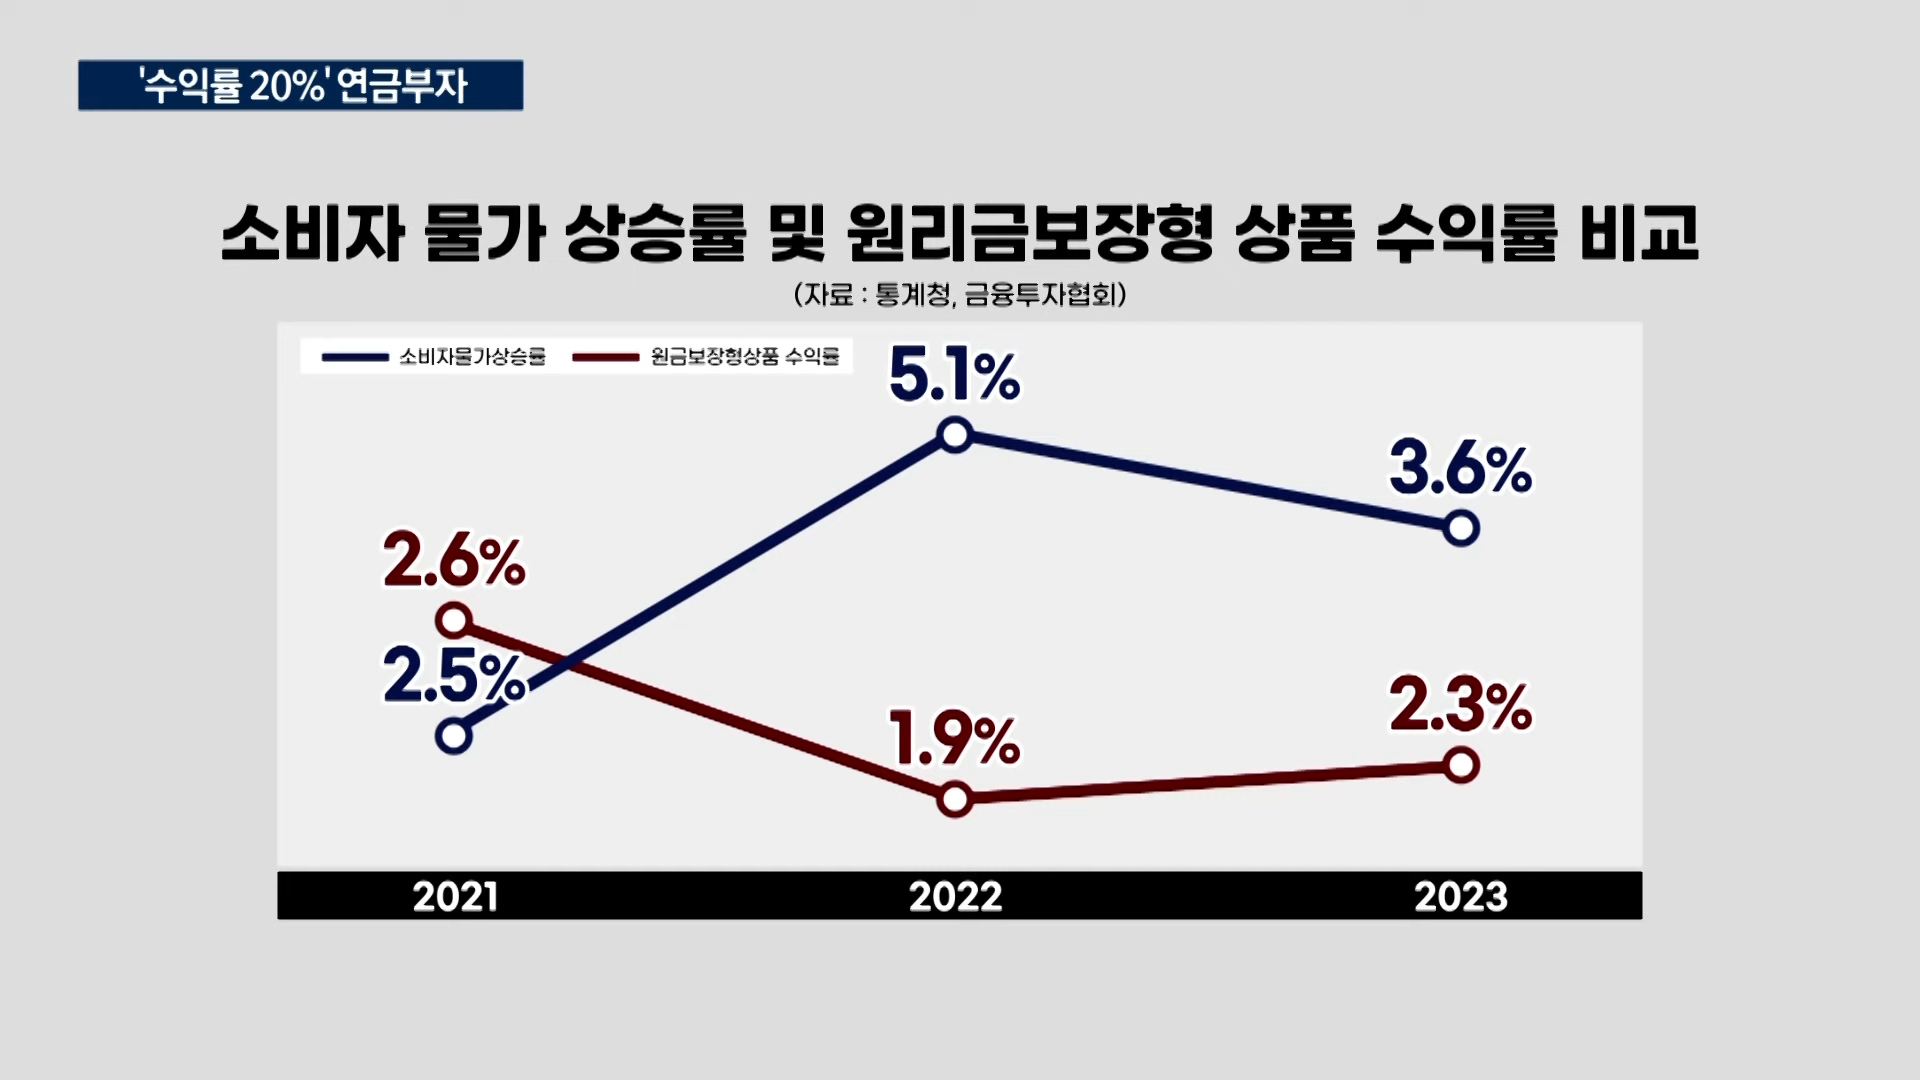 '수익률 20%' 연금부자
소비자 물가 상승률 및 원리금보장형 상품 수익률 비교
(자료 : 통계청, 금융투자협회)
소비자물가상승률 원금보장형상품 수익률
5.1%
3.6%
2.6%
2.5%
1.9%
2.3%
2021 2022 2023